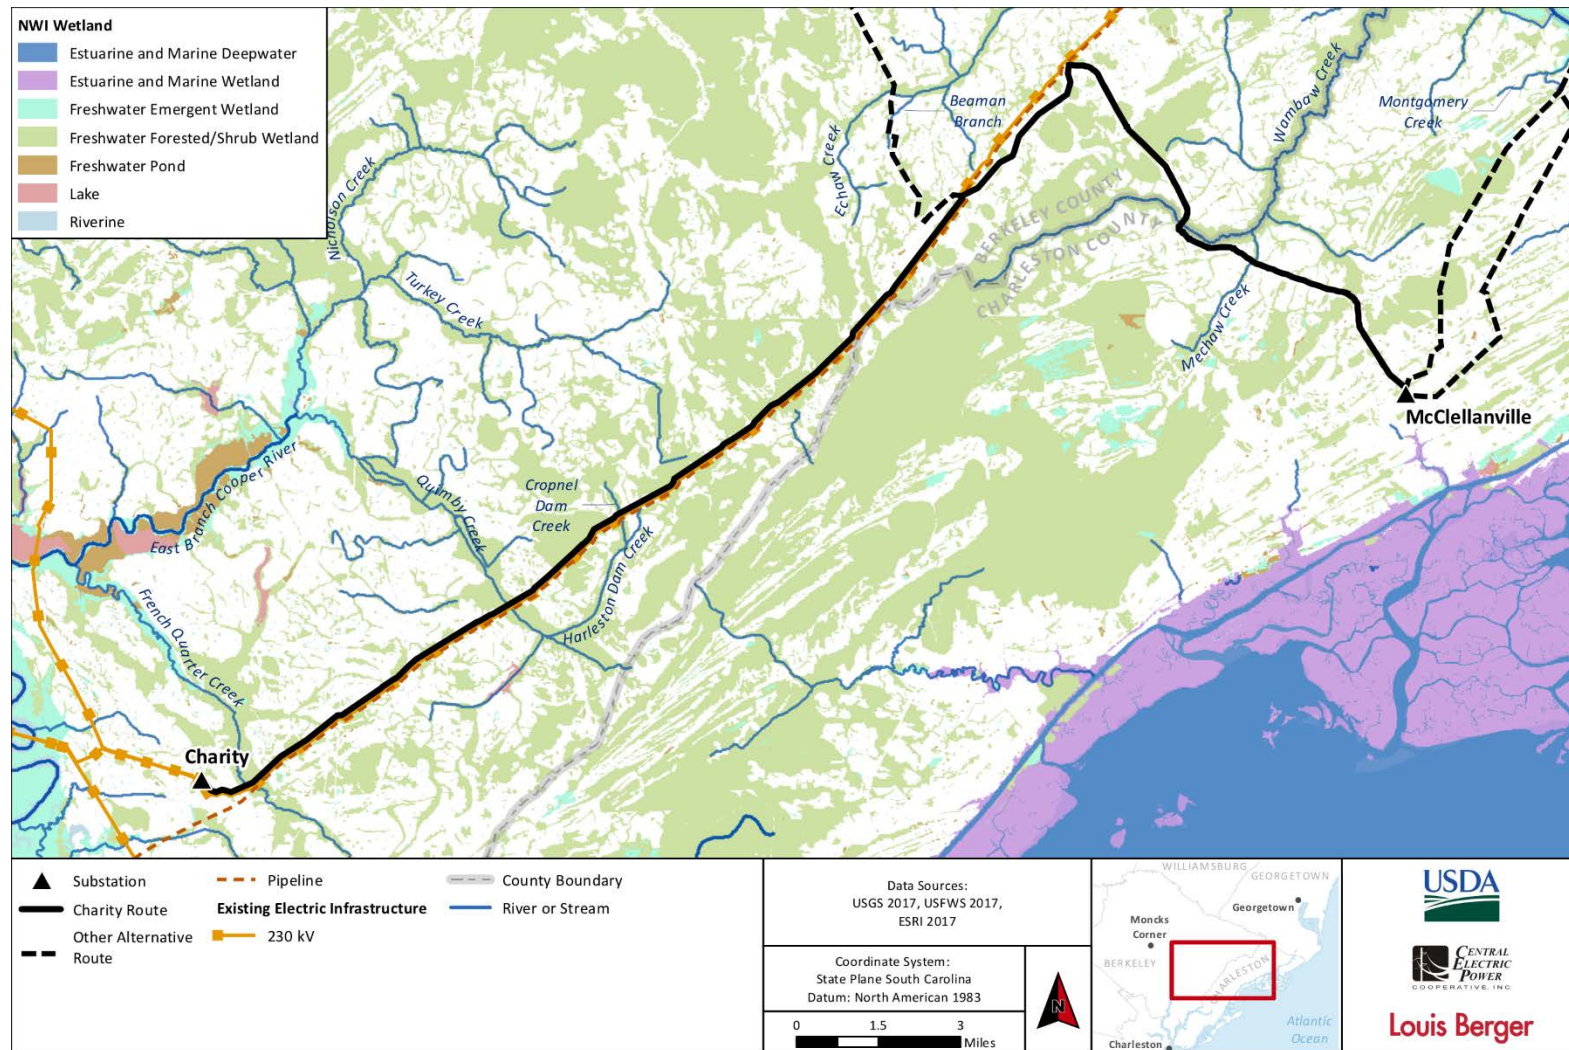 NWI Wetland
Estuarine and Marine Deepwater
Estuarine and Marine Wetland
Freshwater Emergent Wetland
Freshwater Forested/Shrub Wetland
Freshwater Pond
Lake
Riverine
Nicholson Creek
Turkey Creek
Echaw Creek
Beaman
Branch
Wambaw Creek
Montgomery
Creek
BERKELEY COUNTY
CHARLESTON COUNTY
Mechaw Creek
McClellanville
East Branch Cooper River
Quimby Creek
Cropnel
Dam
Creek
Harleston Dam Creek
French Quarter Creek
Charity
Substation
Charity Route
Other Alternative
Route
Pipeline
Existing Electric Infrastructure
230 kV
County Boundary
River or Stream
Data Sources:
USGS 2017, USFWS 2017,
ESRI 2017
Coordinate System:
State Plane South Carolina
Datum: North American 1983
0 1.5 3
Miles
N
WILLIAMSBURG
GEORGETOWN
Georgetown
Moncks
Corner
BERKELEY
CHARLESTON
Atlantic
Ocean
Charleston
USDA
CENTRAL
ELECTRIC
POWER
COOPERATIVE, INC.
Louis Berger